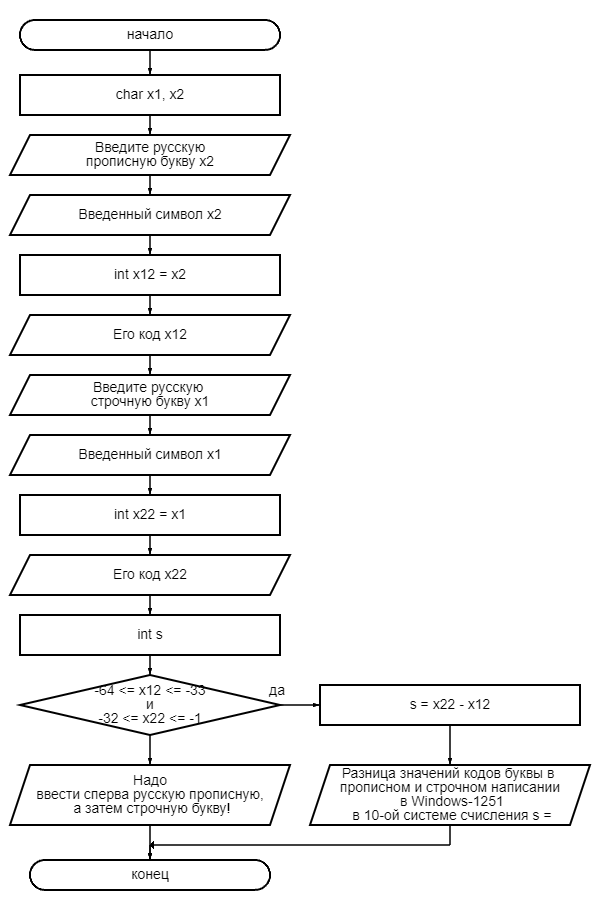 начало
char x1, x2
Введите русскую
прописную букву x2
Введенный символ x2
int x12 = x2
Его код x12
Введите русскую
строчную букву x1
Введенный символ x1
int x22 = x1
Его код x22
int s
-64 <= x12 <= -33
и
-32 <= x22 <= -1
да
s = x22 - x12
Надо
ввести сперва русскую прописную,
а затем строчную букву!
Разница значений кодов буквы в
прописном и строчном написании
в Windows-1251
в 10-ой системе счисления s =
конец